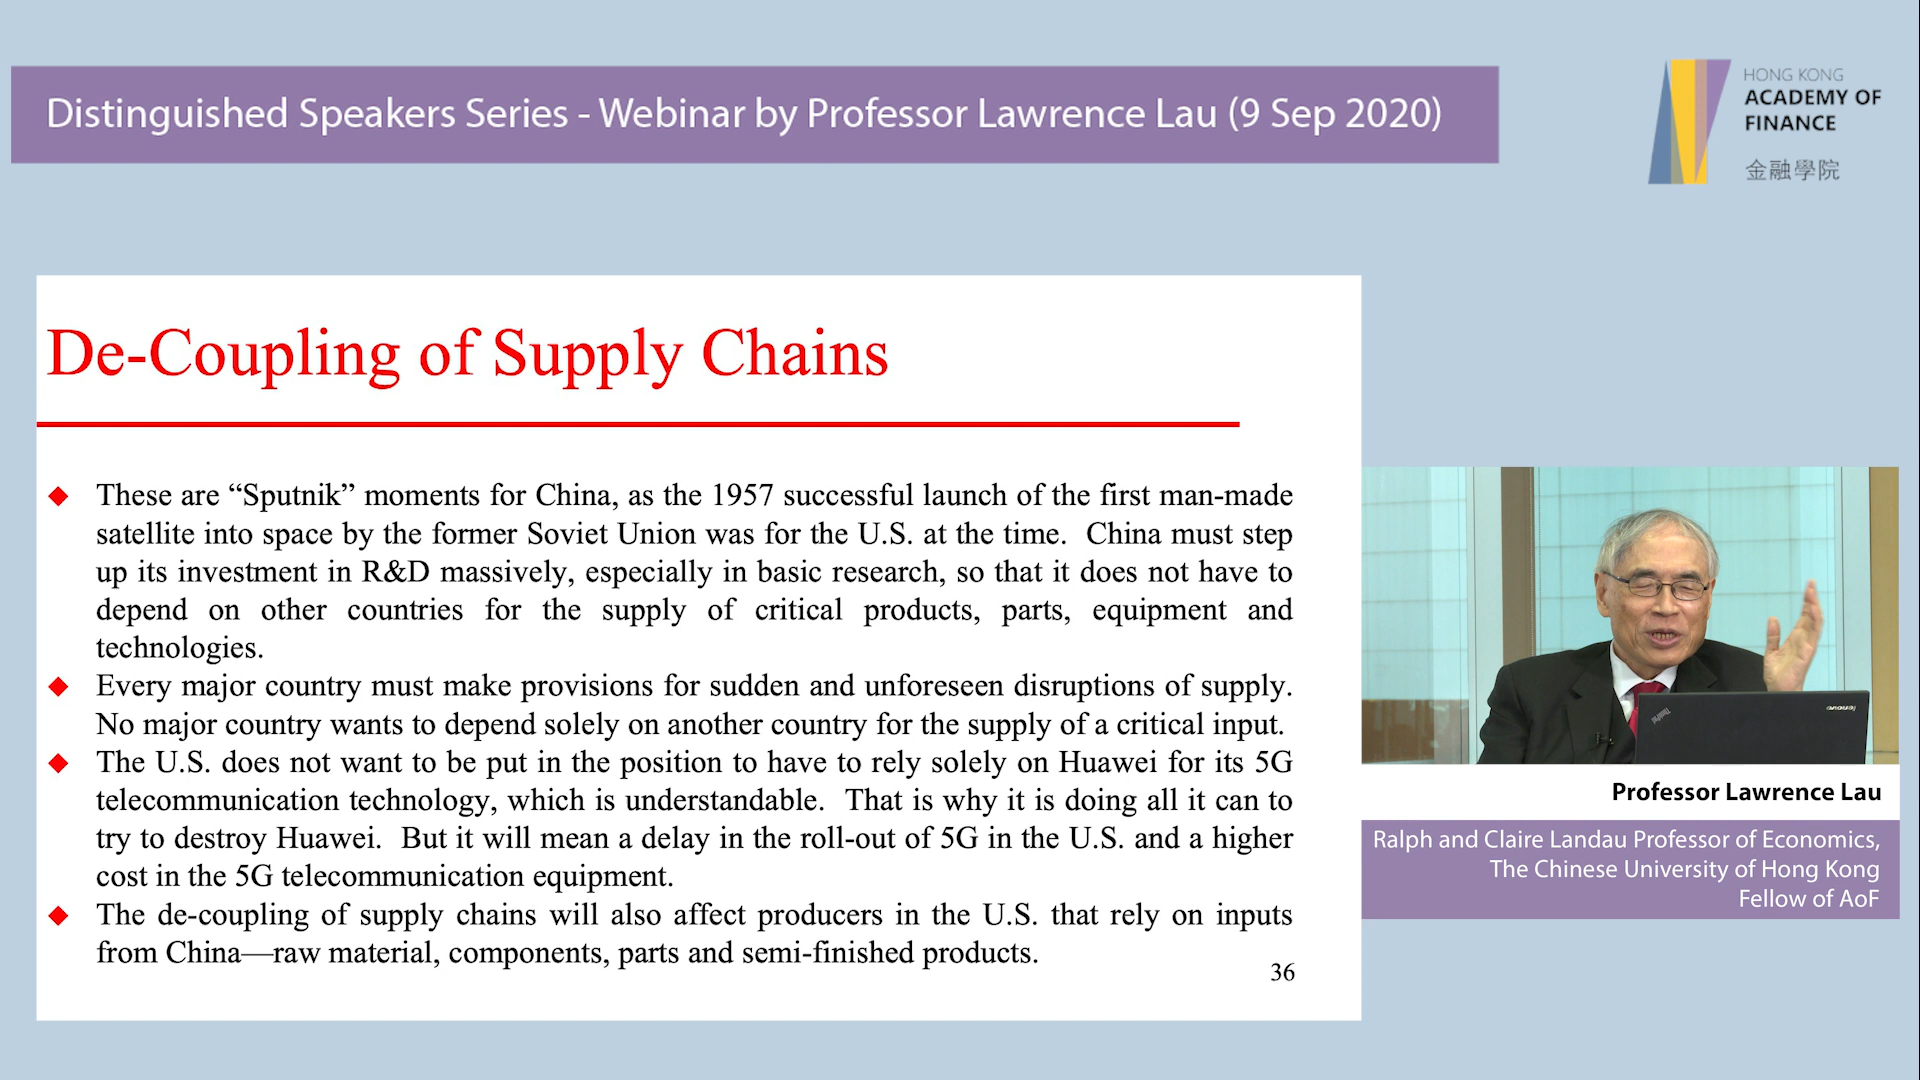 Distinguished Speakers Series - Webinar by Professor Lawrence Lau (9 Sep 2020)
HONG KONG
ACADEMY OF
FINANCE
金融學院
De-Coupling of Supply Chains
These are “Sputnik” moments for China, as the 1957 successful launch of the first man-made
satellite into space by the former Soviet Union was for the U.S. at the time. China must step
up its investment in R&D massively, especially in basic research, so that it does not have to
depend on other countries for the supply of critical products, parts, equipment and
technologies.
Every major country must make provisions for sudden and unforeseen disruptions of supply.
No major country wants to depend solely on another country for the supply of a critical input.
The U.S. does not want to be put in the position to have to rely solely on Huawei for its 5G
telecommunication technology, which is understandable. That is why it is doing all it can to
try to destroy Huawei. But it will mean a delay in the roll-out of 5G in the U.S. and a higher
cost in the 5G telecommunication equipment.
The de-coupling of supply chains will also affect producers in the U.S. that rely on inputs
from China—raw material, components, parts and semi-finished products.
36
ThinkPad
lenovo
Professor Lawrence Lau
Ralph and Claire Landau Professor of Economics,
The Chinese University of Hong Kong
Fellow of AoF